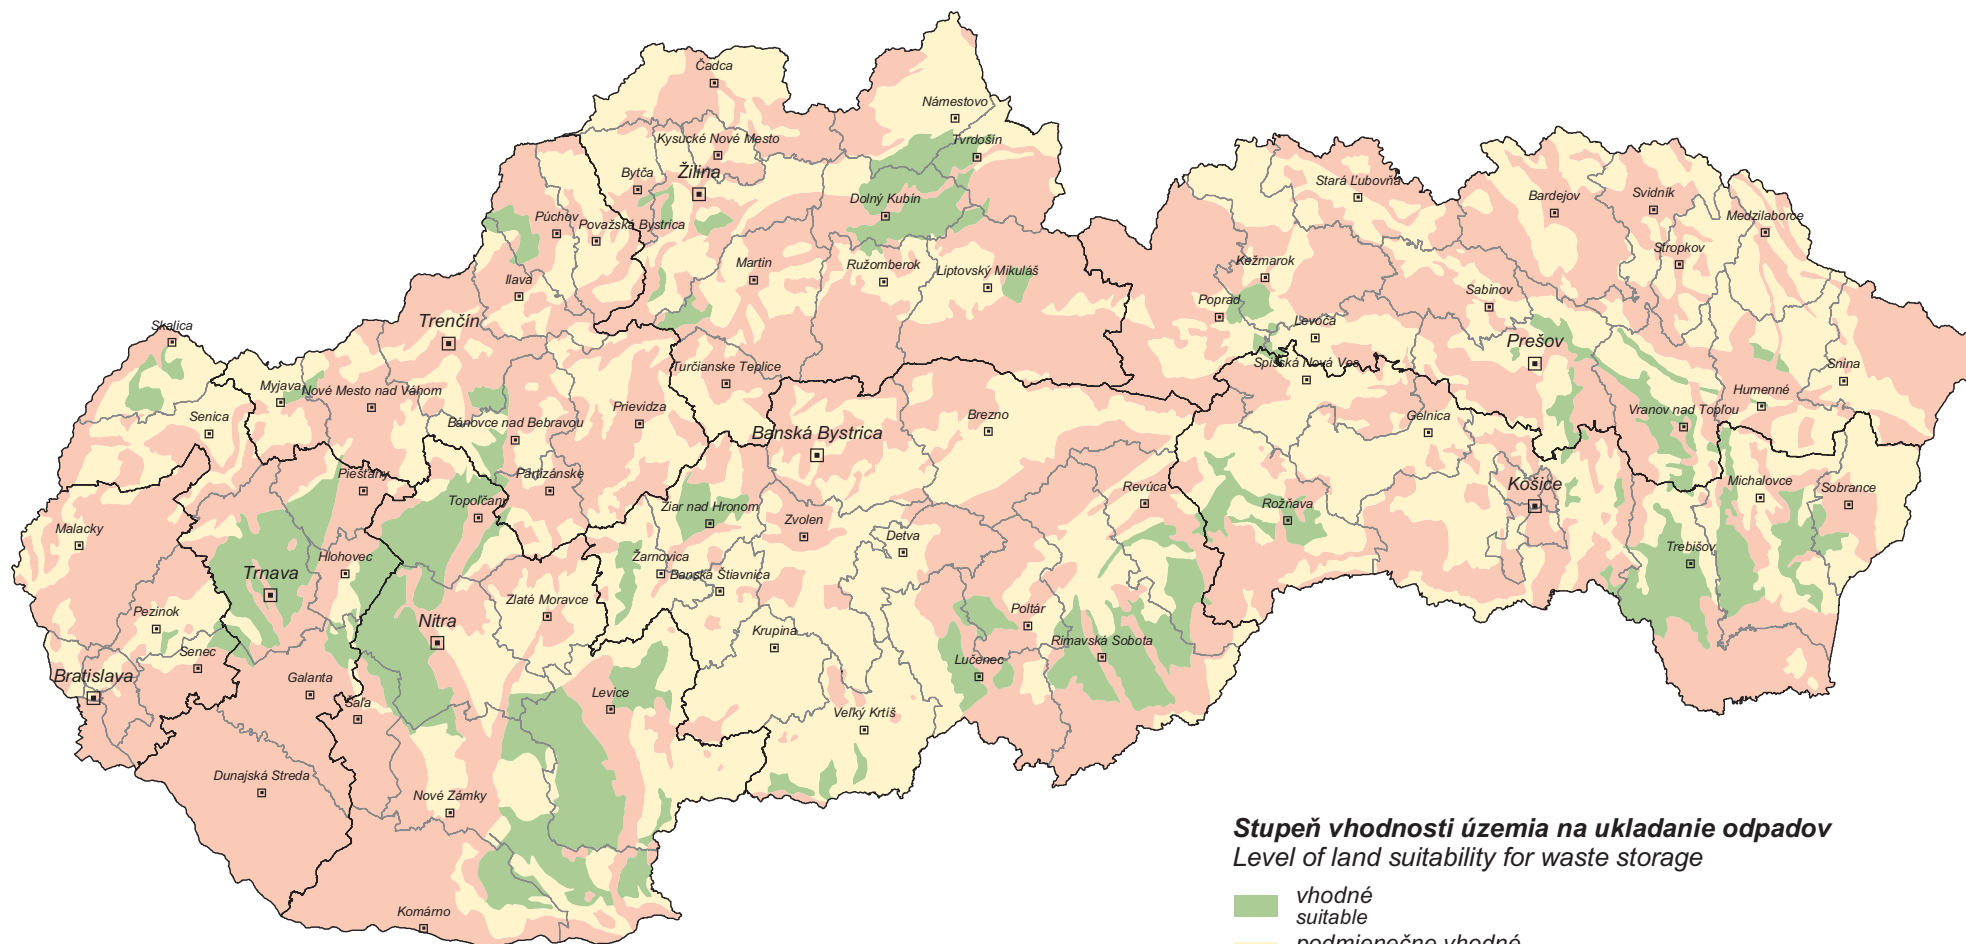 Čadca
Námestovo
Kysucké Nové Mesto
Tvrdošín
Bytča
Žilina
Stará Ľubovňa
Bardejov
Svidník
Medzilaborce
Dolný Kubín
Púchov
Považská Bystrica
Stropkov
Martin
Ružomberok
Liptovský Mikuláš
Kežmarok
Ilava
Poprad
Sabinov
Skalica
Trenčín
Levoča
Prešov
Turčianske Teplice
Spišská Nová Ves
Snina
Myjava
Nové Mesto nad Váhom
Humenné
Senica
Prievidza
Brezno
Gelnica
Vranov nad Topľou
Bánovce nad Bebravou
Banská Bystrica
Piešťany
Partizánske
Revúca
Košice
Michalovce
Sobrance
Topoľčany
Žiar nad Hronom
Rožňava
Malacky
Zvolen
Detva
Hlohovec
Trebišov
Trnava
Žarnovica
Banská Štiavnica
Pezinok
Zlaté Moravce
Poltár
Nitra
Krupina
Rimavská Sobota
Senec
Lučenec
Bratislava
Galanta
Levice
Šaľa
Veľký Krtíš
Dunajská Streda
Nové Zámky
Komárno
Stupeň vhodnosti územia na ukladanie odpadov
Level of land suitability for waste storage
vhodné
suitable
podmienečne vhodné